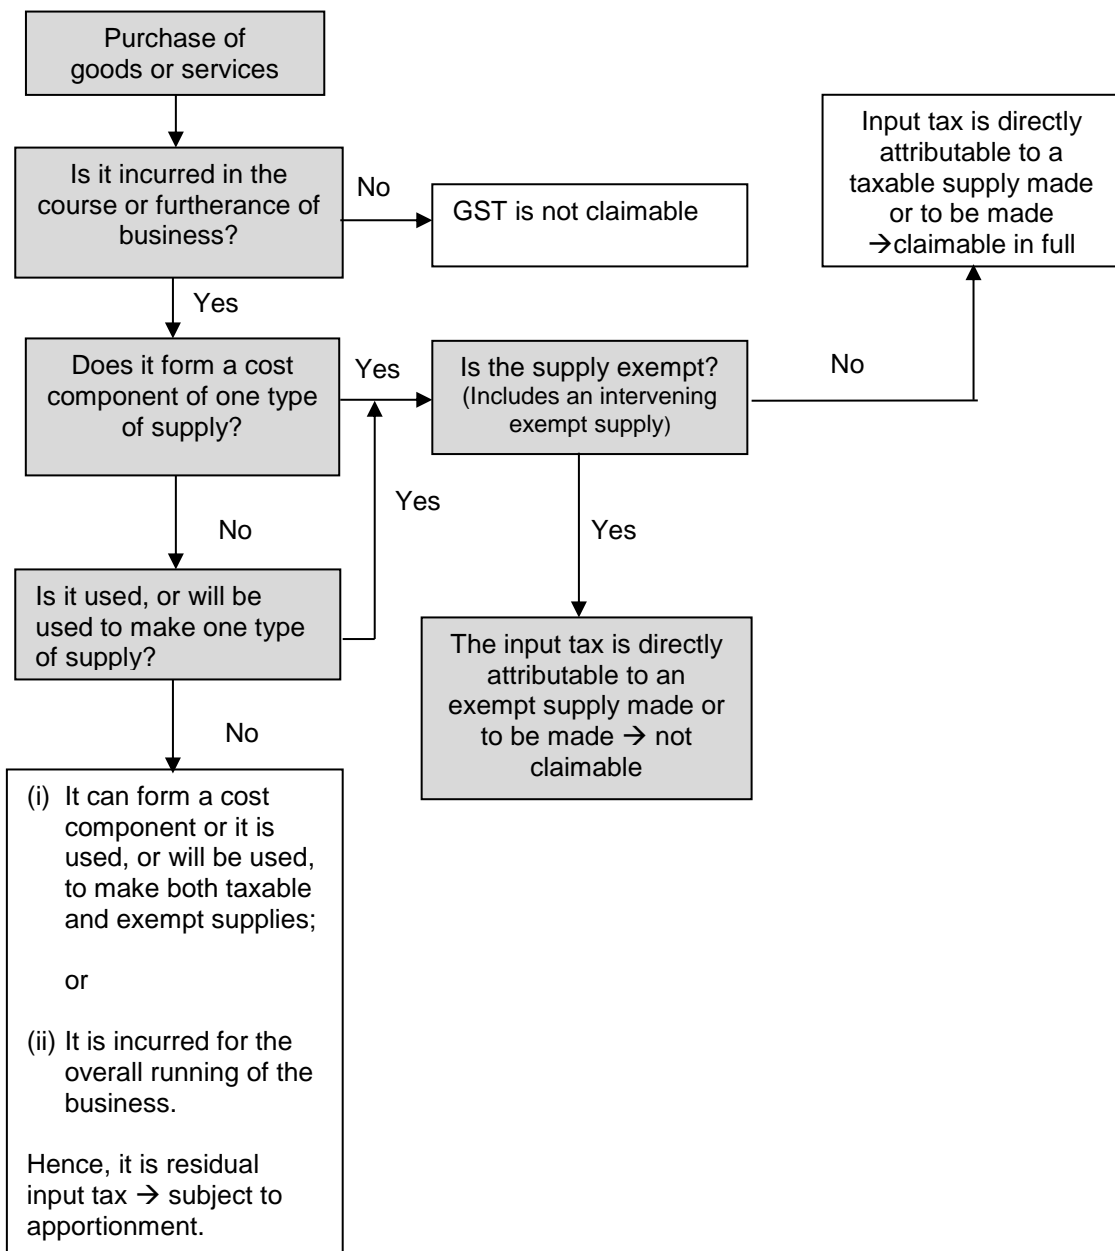 Purchase of
goods or services
Is it incurred in the
course or furtherance of
business?
No
GST is not claimable
Input tax is directly
attributable to a
taxable supply made
or to be made
→claimable in full
Yes
Does it form a cost
component of one type
of supply?
Yes
Is the supply exempt?
(Includes an intervening
exempt supply)
No
Yes
No
Yes
Is it used, or will be
used to make one type
of supply?
The input tax is directly
attributable to an
exempt supply made or
to be made → not
claimable
No
(i) It can form a cost
component or it is
used, or will be used,
to make both taxable
and exempt supplies;
or
(ii) It is incurred for the
overall running of the
business.
Hence, it is residual
input tax → subject to
apportionment.